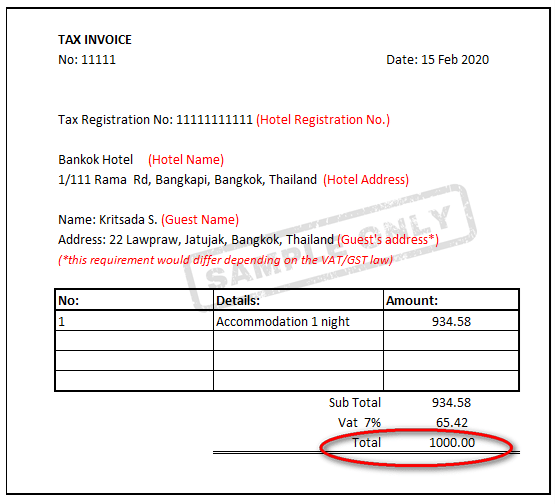 TAX INVOICE
No: 11111 Date: 15 Feb 2020
Tax Registration No: 11111111111 (Hotel Registration No.)
Bankok Hotel (Hotel Name)
1/111 Rama Rd, Bangkapi, Bangkok, Thailand (Hotel Address)
Name: Kritsada S. (Guest Name)
Address: 22 Lawpraw, Jatujak, Bangkok, Thailand (Guest's address*)
(*this requirement would differ depending on the VAT/GST law)
SAMPLE ONLY
No: Details: Amount:
1 Accommodation 1 night 934.58
Sub Total 934.58
Vat 7% 65.42
Total 1000.00